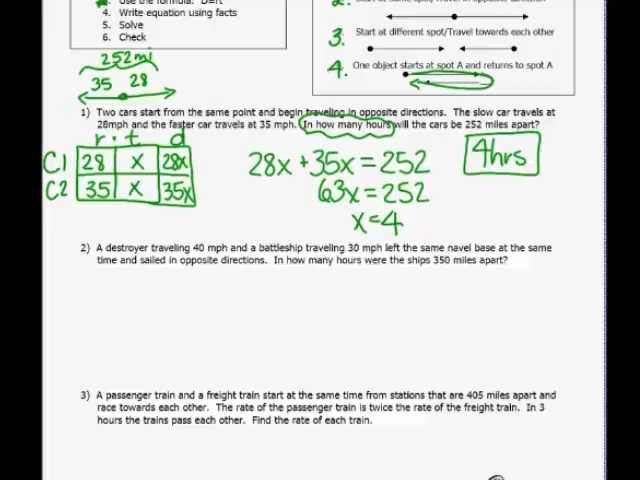 4. Write equation using facts
5. Solve
6. Check
3. Start at different spot/Travel towards each other
4. One object starts at spot A and returns to spot A
252mi
35 28
1) Two cars start from the same point and begin traveling in opposite directions. The slow car travels at
28mph and the faster car travels at 35 mph. In how many hours will the cars be 252 miles apart?
r . t d
C1 28 x 28x
C2 35 x 35x
28x + 35x = 252
63x = 252
x = 4
4hrs
2) A destroyer traveling 40 mph and a battleship traveling 30 mph left the same navel base at the same
time and sailed in opposite directions. In how many hours were the ships 350 miles apart?
3) A passenger train and a freight train start at the same time from stations that are 405 miles apart and
race towards each other. The rate of the passenger train is twice the rate of the freight train. In 3
hours the trains pass each other. Find the rate of each train.